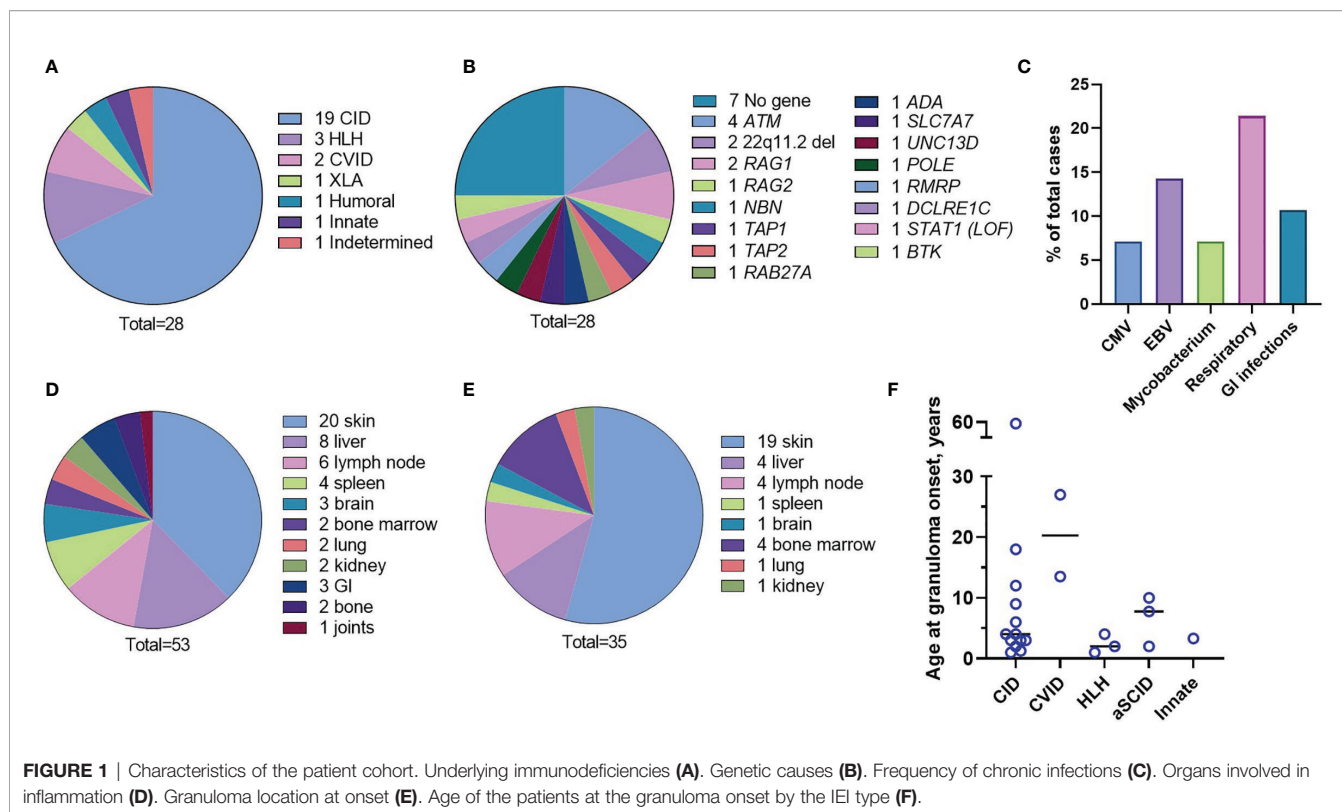 A
19 CID
3 HLH
2 CVID
1 XLA
1 Humoral
1 Innate
1 Indetermined
Total=28
B
7 No gene
4 ATM
2 22q11.2 del
2 RAG1
1 RAG2
1 NBN
1 TAP1
1 TAP2
1 RAB27A
1 ADA
1 SLC7A7
1 UNC13D
1 POLE
1 RMRP
1 DCLRE1C
1 STAT1 (LOF)
1 BTK
Total=28
C
% of total cases
25
20
15
10
5
0
CMV
EBV
Mycobacterium
Respiratory
GI infections
D
20 skin
8 liver
6 lymph node
4 spleen
3 brain
2 bone marrow
2 lung
2 kidney
3 GI
2 bone
1 joints
Total=53
E
19 skin
4 liver
4 lymph node
1 spleen
1 brain
4 bone marrow
1 lung
1 kidney
Total=35
F
Age at granuloma onset, years
60
30
20
10
0
CID
CVID
HLH
aSCID
Innate
FIGURE 1 | Characteristics of the patient cohort. Underlying immunodeficiencies (A). Genetic causes (B). Frequency of chronic infections (C). Organs involved in
inflammation (D). Granuloma location at onset (E). Age of the patients at the granuloma onset by the IEI type (F).